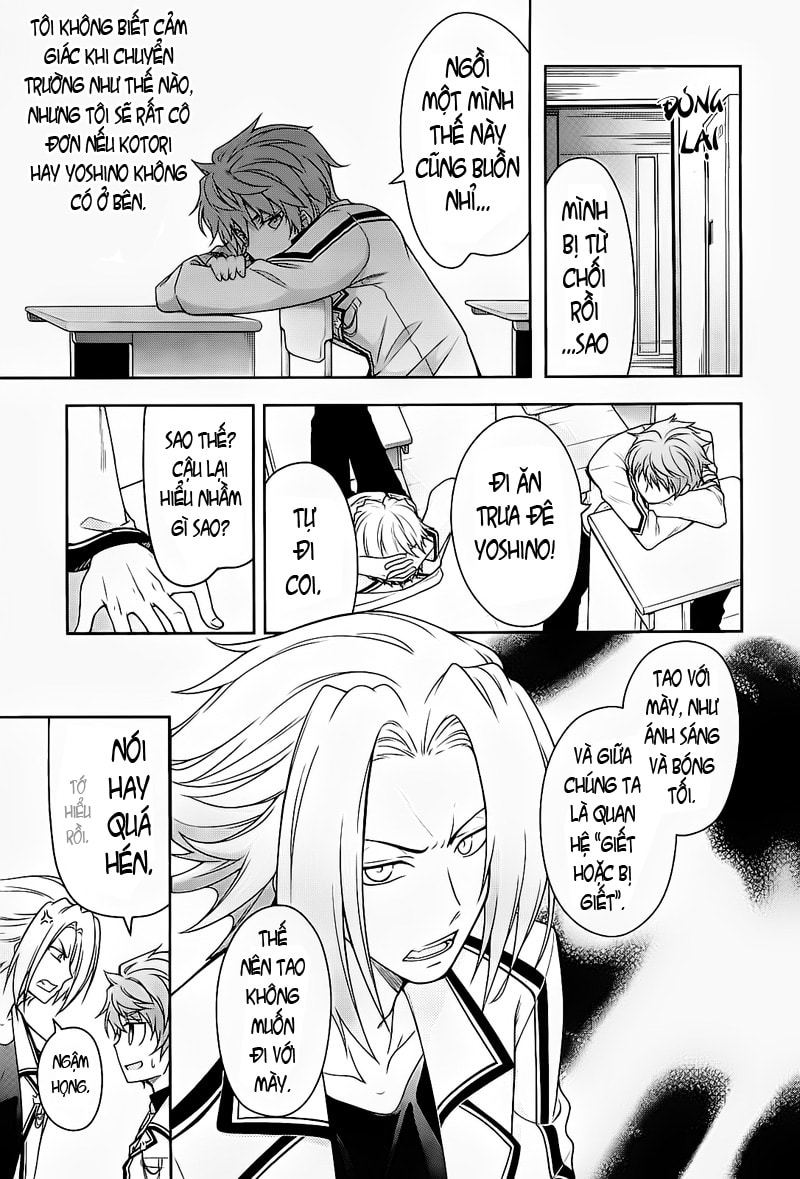 ĐÓNG
LẠI
MÌNH
BỊ TỪ
CHỐI
RỒI
...SAO
NGỒI
MỘT MÌNH
THẾ NÀY
CŨNG BUỒN
NHỈ...
TÔI KHÔNG BIẾT CẢM
GIÁC KHI CHUYỂN
TRƯỜNG NHƯ THẾ NÀO,
NHƯNG TÔI SẼ RẤT CÔ
ĐƠN NẾU KOTORI
HAY YOSHINO KHÔNG
CÓ Ở BÊN.
ĐI ĂN
TRƯA ĐÊ
YOSHINO!
TỰ
ĐI
COI.
SAO THẾ?
CẬU LẠI
HIỂU NHẦM
GÌ SAO?
TAO VỚI
MÀY, NHƯ
ÁNH SÁNG
VÀ BÓNG
TỐI.
VÀ GIỮA
CHÚNG TA
LÀ QUAN
HỆ “GIẾT
HOẶC BỊ
GIẾT”.
THẾ
NÊN TAO
KHÔNG
MUỐN
ĐI VỚI
MÀY.
NÓI
HAY
QUÁ
HÉN.
TỚ
HIỂU
RỒI.
NGẬM
HỌNG.